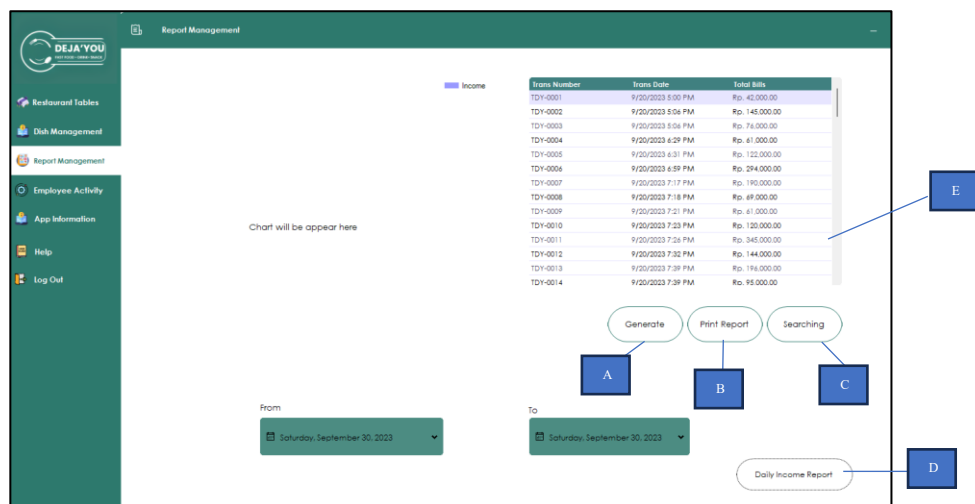 Report Management
DEJA'YOU
Restaurant Tables
Dish Management
Report Management
Employee Activity
App Information
Help
Log Out
Income
Chart will be appear here
Trans Number Trans Date Total Bills
TDY-0001 9/20/2023 5:00 PM Rp. 42,000.00
TDY-0002 9/20/2023 5:06 PM Rp. 145,000.00
TDY-0003 9/20/2023 5:06 PM Rp. 76,000.00
TDY-0004 9/20/2023 6:29 PM Rp. 61,000.00
TDY-0005 9/20/2023 6:31 PM Rp. 122,000.00
TDY-0006 9/20/2023 6:59 PM Rp. 294,000.00
TDY-0007 9/20/2023 7:17 PM Rp. 190,000.00
TDY-0008 9/20/2023 7:18 PM Rp. 69,000.00
TDY-0009 9/20/2023 7:21 PM Rp. 61,000.00
TDY-0010 9/20/2023 7:23 PM Rp. 120,000.00
TDY-0011 9/20/2023 7:26 PM Rp. 345,000.00
TDY-0012 9/20/2023 7:32 PM Rp. 144,000.00
TDY-0013 9/20/2023 7:39 PM Rp. 196,000.00
TDY-0014 9/20/2023 7:39 PM Rp. 95,000.00
E
Generate Print Report Searching
A
B
C
From
Saturday, September 30, 2023
To
Saturday, September 30, 2023
Daily Income Report
D